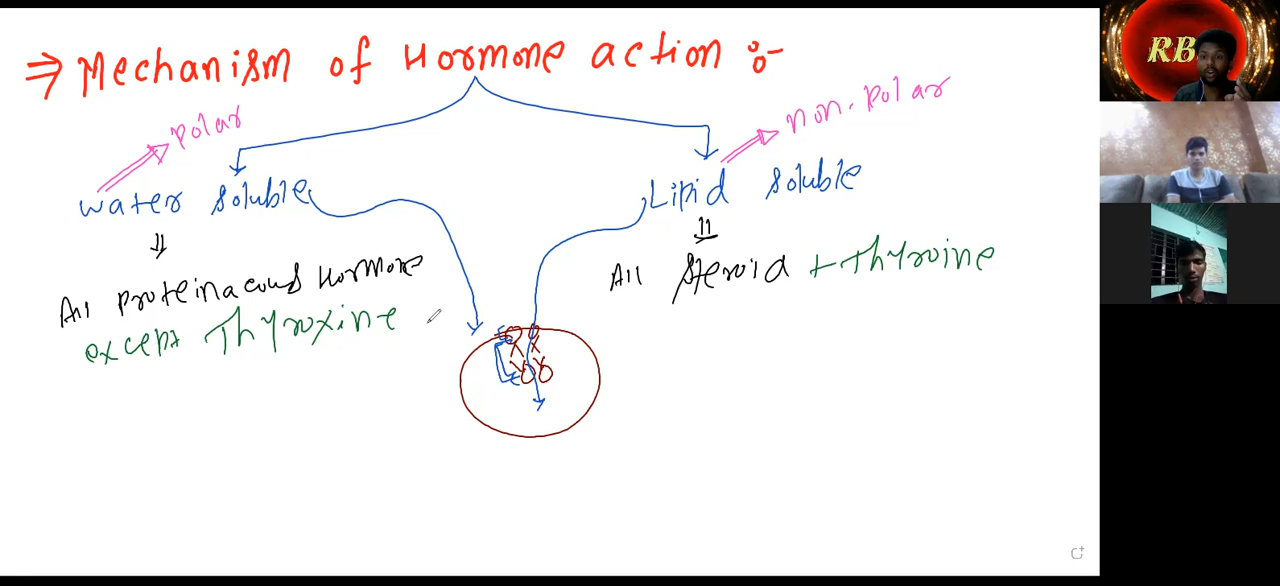 ⇒ Mechanism of Hormone action :-
Polar
non-polar
Water soluble
Lipid soluble
All proteinaceous Hormone
except Thyroxine
All steroid + Thyroxine
RB